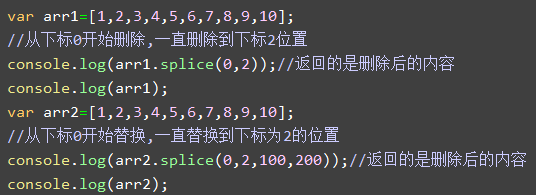 var arr1=[1,2,3,4,5,6,7,8,9,10];
//从下标0开始删除,一直删除到下标2位置
console.log(arr1.splice(0,2));//返回的是删除后的内容
console.log(arr1);
var arr2=[1,2,3,4,5,6,7,8,9,10];
//从下标0开始替换,一直替换到下标为2的位置
console.log(arr2.splice(0,2,100,200));//返回的是删除后的内容
console.log(arr2);